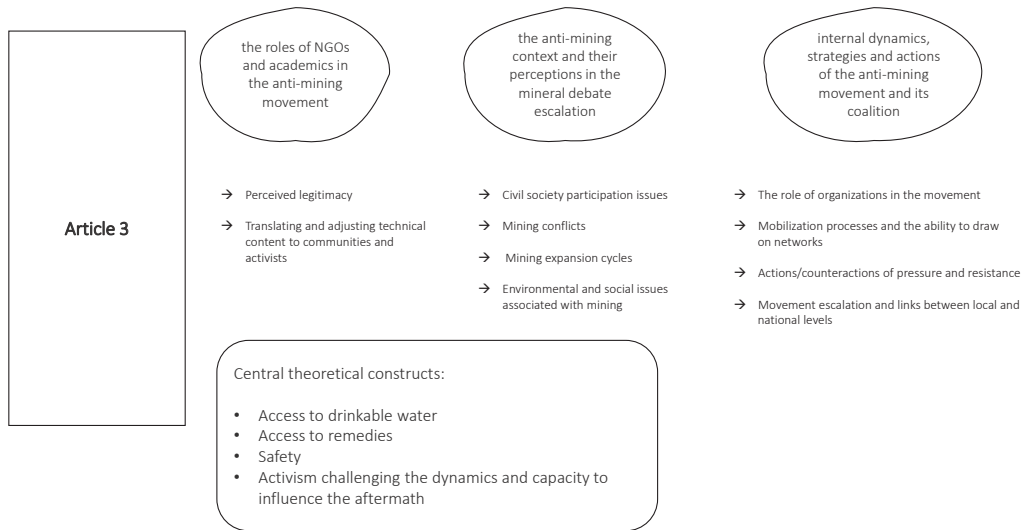 Article 3
the roles of NGOs
and academics in
the anti-mining
movement
→ Perceived legitimacy
→ Translating and adjusting technical
content to communities and
activists
the anti-mining
context and their
perceptions in the
mineral debate
escalation
→ Civil society participation issues
→ Mining conflicts
→ Mining expansion cycles
→ Environmental and social issues
associated with mining
internal dynamics,
strategies and actions
of the anti-mining
movement and its
coalition
→ The role of organizations in the movement
→ Mobilization processes and the ability to draw
on networks
→ Actions/counteractions of pressure and resistance
→ Movement escalation and links between local and
national levels
Central theoretical constructs:
• Access to drinkable water
• Access to remedies
• Safety
• Activism challenging the dynamics and capacity to
influence the aftermath